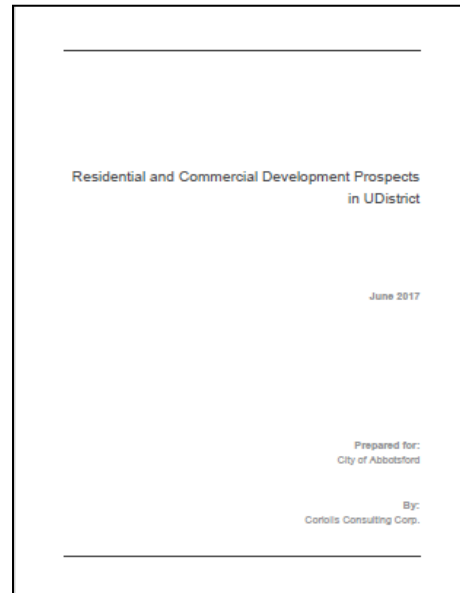 Residential and Commercial Development Prospects
in UDistrict
June 2017
Prepared for:
City of Abbotsford
By:
Coriolis Consulting Corp.